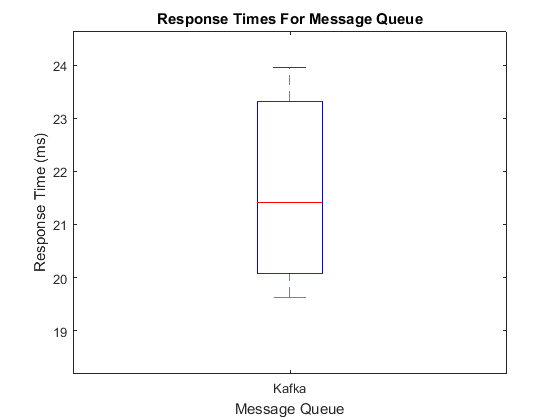 Response Times For Message Queue
Response Time (ms)
24
23
22
21
20
19
Kafka
Message Queue